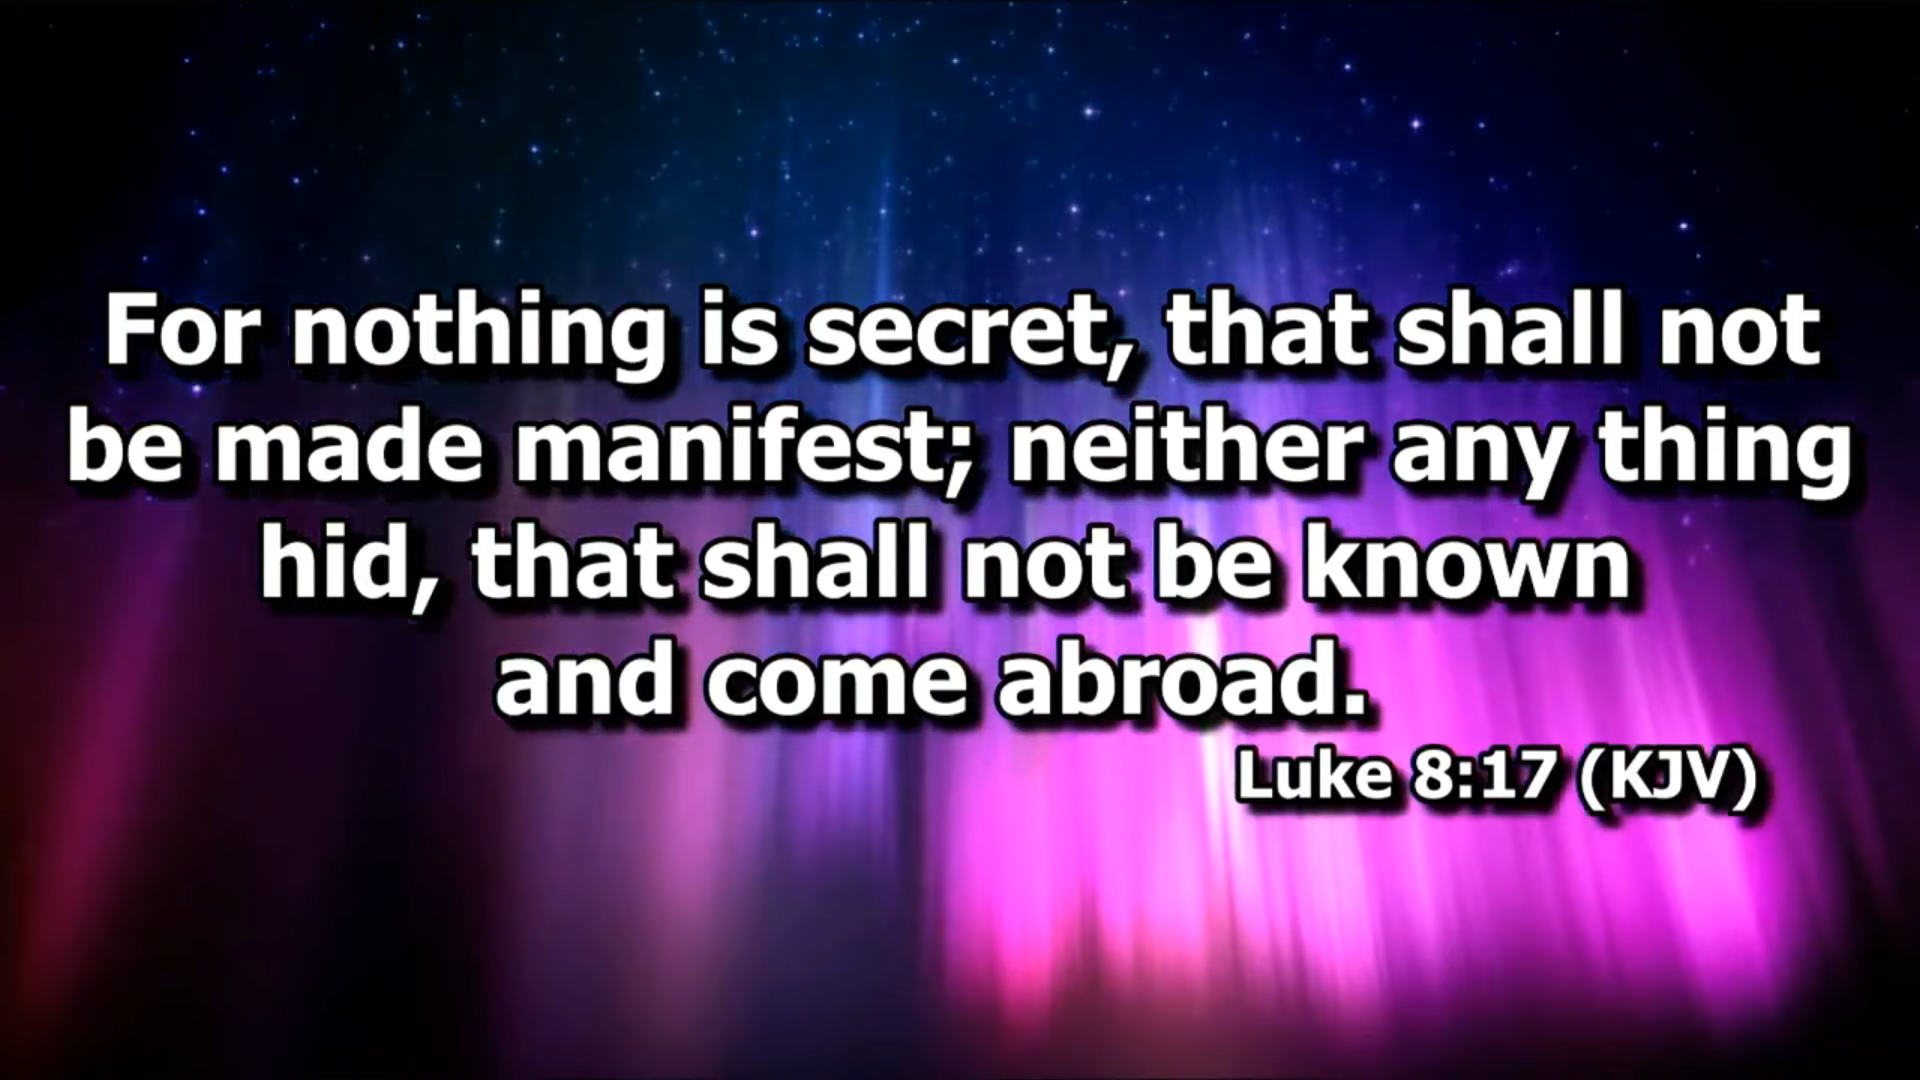 For nothing is secret, that shall not
be made manifest; neither any thing
hid, that shall not be known
and come abroad.
Luke 8:17 (KJV)